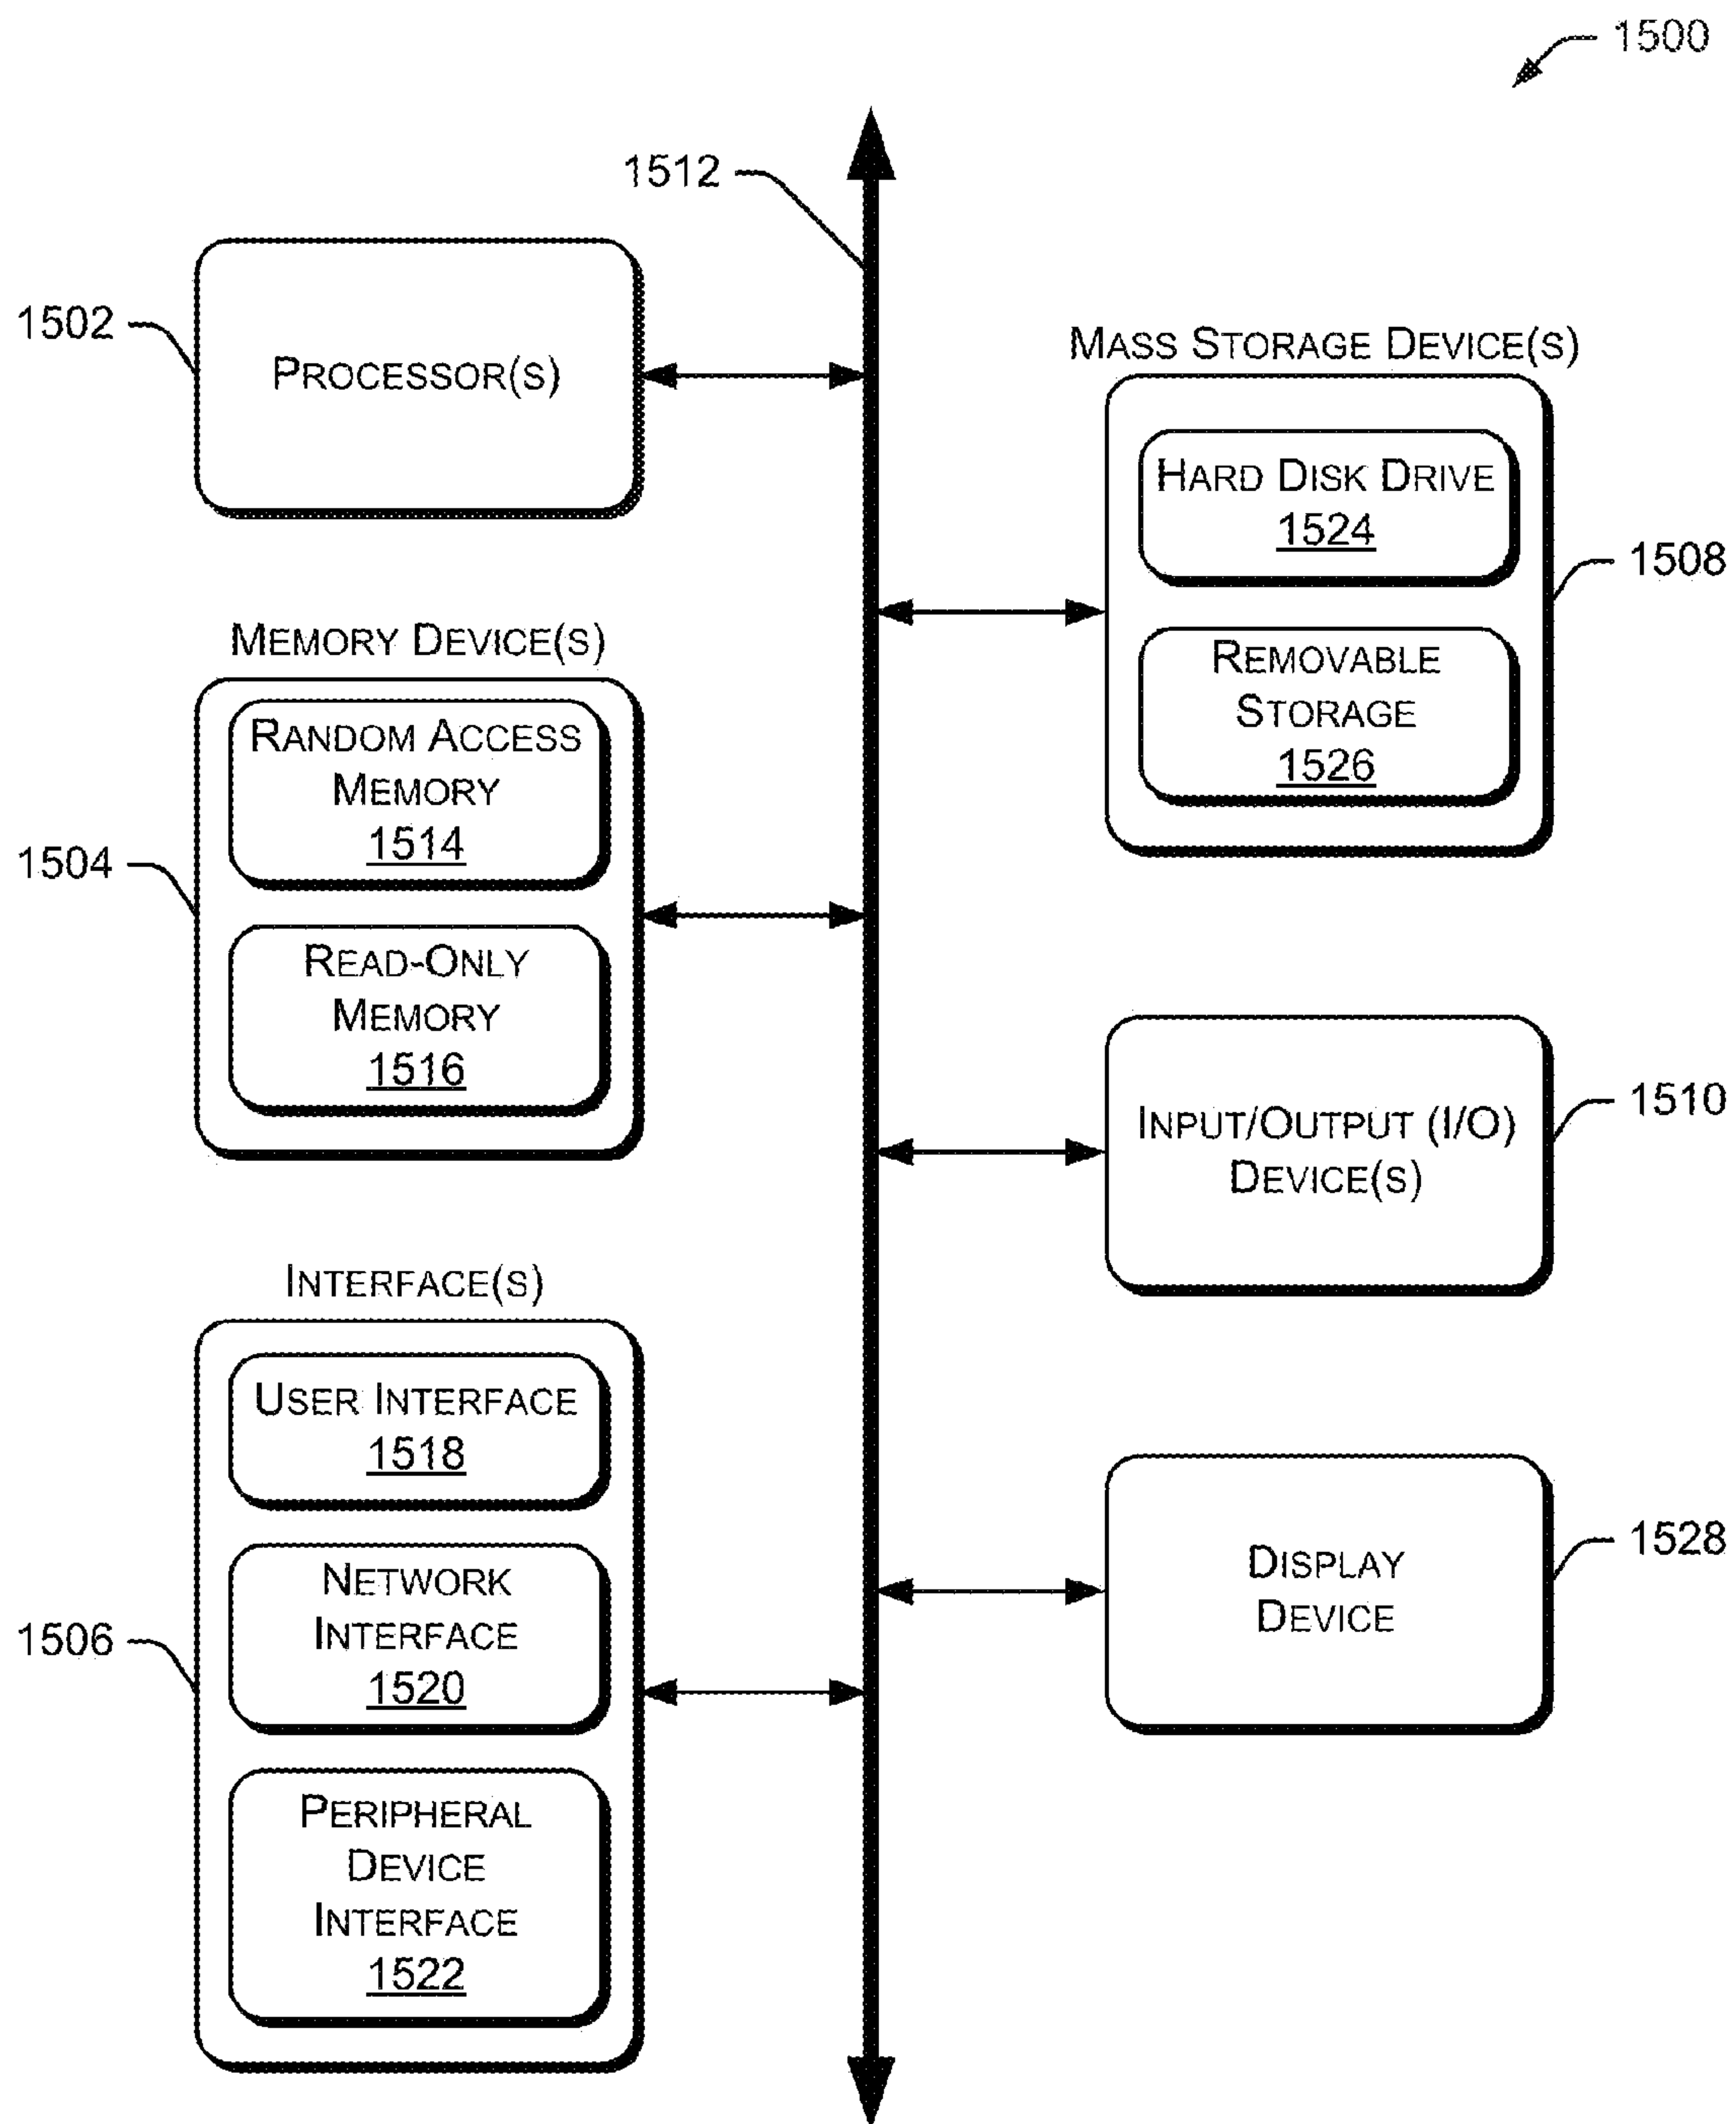 1500
1512
1502
PROCESSOR(S)
MASS STORAGE DEVICE(S)
HARD DISK DRIVE
1524
1508
REMOVABLE
STORAGE
1526
MEMORY DEVICE(S)
RANDOM ACCESS
MEMORY
1514
1504
READ-ONLY
MEMORY
1516
INPUT/OUTPUT (I/O)
DEVICE(S)
1510
INTERFACE(S)
USER INTERFACE
1518
NETWORK
INTERFACE
1520
1506
PERIPHERAL
DEVICE
INTERFACE
1522
DISPLAY
DEVICE
1528